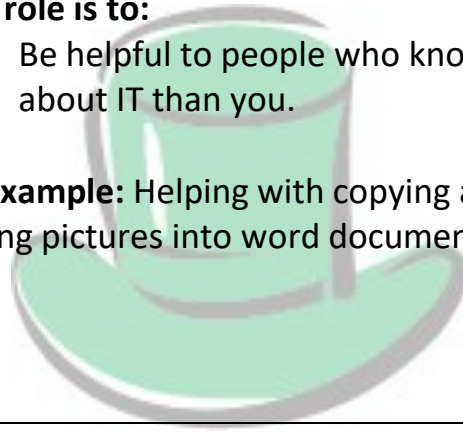 role is to:
Be helpful to people who kno
about IT than you.
xample: Helping with copying a
ng pictures into word documen